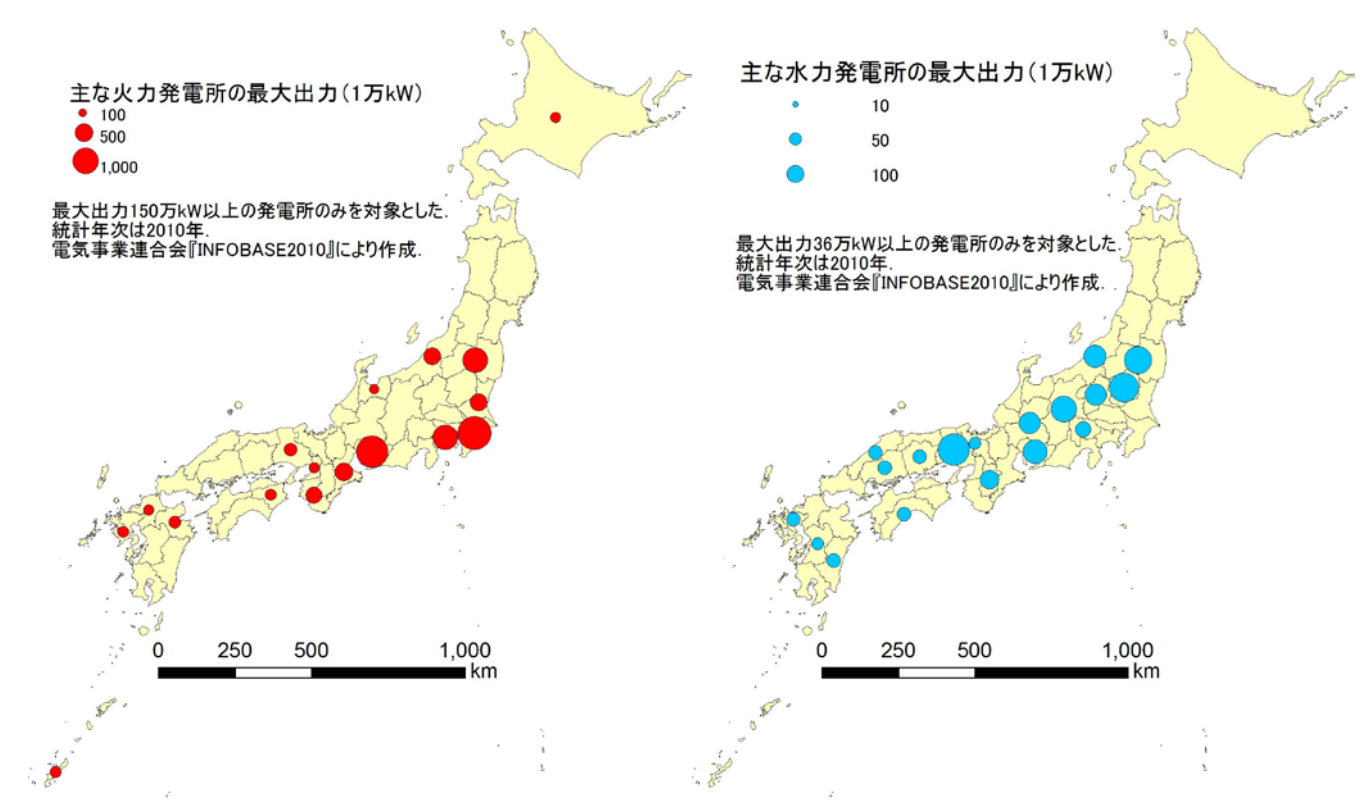 主な火力発電所の最大出力(1万kW)
100
500
1,000
最大出力150万kW以上の発電所のみを対象とした.
統計年次は2010年.
電気事業連合会『INFOBASE2010』により作成.
0 250 500 1,000
km
主な水力発電所の最大出力(1万kW)
10
50
100
最大出力36万kW以上の発電所のみを対象とした.
統計年次は2010年.
電気事業連合会『INFOBASE2010』により作成.
0 250 500 1,000
km